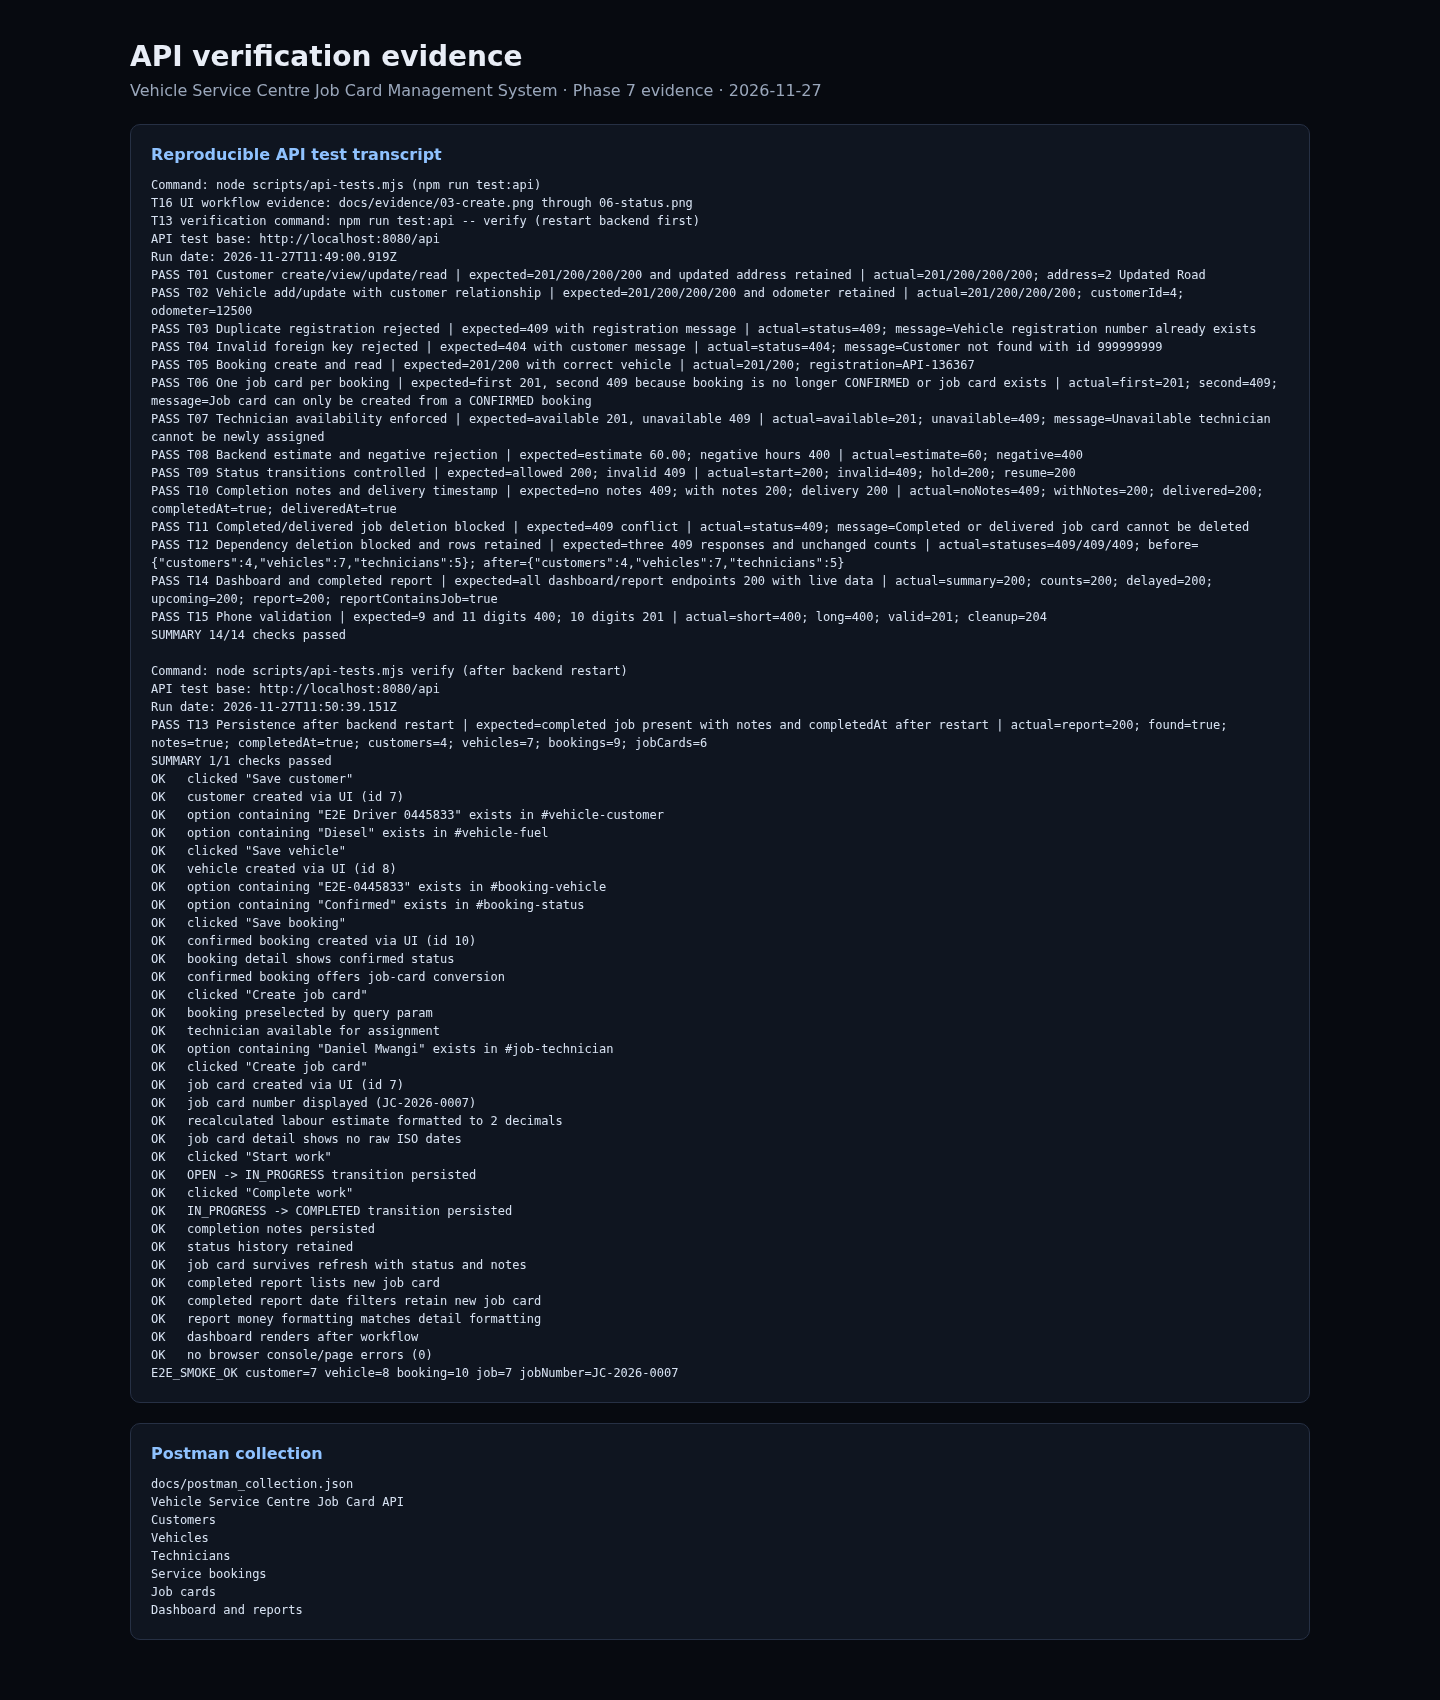 API verification evidence
Vehicle Service Centre Job Card Management System · Phase 7 evidence · 2026-11-27
Reproducible API test transcript
Command: node scripts/api-tests.mjs (npm run test:api)
T16 UI workflow evidence: docs/evidence/03-create.png through 06-status.png
T13 verification command: npm run test:api -- verify (restart backend first)
API test base: http://localhost:8080/api
Run date: 2026-11-27T11:49:00.919Z
PASS T01 Customer create/view/update/read | expected=201/200/200/200 and updated address retained | actual=201/200/200/200; address=2 Updated Road
PASS T02 Vehicle add/update with customer relationship | expected=201/200/200/200 and odometer retained | actual=201/200/200/200; customerId=4;
odometer=12500
PASS T03 Duplicate registration rejected | expected=409 with registration message | actual=status=409; message=Vehicle registration number already exists
PASS T04 Invalid foreign key rejected | expected=404 with customer message | actual=status=404; message=Customer not found with id 999999999
PASS T05 Booking create and read | expected=201/200 with correct vehicle | actual=201/200; registration=API-136367
PASS T06 One job card per booking | expected=first 201, second 409 because booking is no longer CONFIRMED or job card exists | actual=first=201; second=409;
message=Job card can only be created from a CONFIRMED booking
PASS T07 Technician availability enforced | expected=available 201, unavailable 409 | actual=available=201; unavailable=409; message=Unavailable technician
cannot be newly assigned
PASS T08 Backend estimate and negative rejection | expected=estimate 60.00; negative hours 400 | actual=estimate=60; negative=400
PASS T09 Status transitions controlled | expected=allowed 200; invalid 409 | actual=start=200; invalid=409; hold=200; resume=200
PASS T10 Completion notes and delivery timestamp | expected=no notes 409; with notes 200; delivery 200 | actual=noNotes=409; withNotes=200; delivered=200;
completedAt=true; deliveredAt=true
PASS T11 Completed/delivered job deletion blocked | expected=409 conflict | actual=status=409; message=Completed or delivered job card cannot be deleted
PASS T12 Dependency deletion blocked and rows retained | expected=three 409 responses and unchanged counts | actual=statuses=409/409/409; before=
{"customers":4,"vehicles":7,"technicians":5}; after={"customers":4,"vehicles":7,"technicians":5}
PASS T14 Dashboard and completed report | expected=all dashboard/report endpoints 200 with live data | actual=summary=200; counts=200; delayed=200;
upcoming=200; report=200; reportContainsJob=true
PASS T15 Phone validation | expected=9 and 11 digits 400; 10 digits 201 | actual=short=400; long=400; valid=201; cleanup=204
SUMMARY 14/14 checks passed
Command: node scripts/api-tests.mjs verify (after backend restart)
API test base: http://localhost:8080/api
Run date: 2026-11-27T11:50:39.151Z
PASS T13 Persistence after backend restart | expected=completed job present with notes and completedAt after restart | actual=report=200; found=true;
notes=true; completedAt=true; customers=4; vehicles=7; bookings=9; jobCards=6
SUMMARY 1/1 checks passed
OK   clicked "Save customer"
OK   customer created via UI (id 7)
OK   option containing "E2E Driver 0445833" exists in #vehicle-customer
OK   option containing "Diesel" exists in #vehicle-fuel
OK   clicked "Save vehicle"
OK   vehicle created via UI (id 8)
OK   option containing "E2E-0445833" exists in #booking-vehicle
OK   option containing "Confirmed" exists in #booking-status
OK   clicked "Save booking"
OK   confirmed booking created via UI (id 10)
OK   booking detail shows confirmed status
OK   confirmed booking offers job-card conversion
OK   clicked "Create job card"
OK   booking preselected by query param
OK   technician available for assignment
OK   option containing "Daniel Mwangi" exists in #job-technician
OK   clicked "Create job card"
OK   job card created via UI (id 7)
OK   job card number displayed (JC-2026-0007)
OK   recalculated labour estimate formatted to 2 decimals
OK   job card detail shows no raw ISO dates
OK   clicked "Start work"
OK   OPEN -> IN_PROGRESS transition persisted
OK   clicked "Complete work"
OK   IN_PROGRESS -> COMPLETED transition persisted
OK   completion notes persisted
OK   status history retained
OK   job card survives refresh with status and notes
OK   completed report lists new job card
OK   completed report date filters retain new job card
OK   report money formatting matches detail formatting
OK   dashboard renders after workflow
OK   no browser console/page errors (0)
E2E_SMOKE_OK customer=7 vehicle=8 booking=10 job=7 jobNumber=JC-2026-0007
Postman collection
docs/postman_collection.json
Vehicle Service Centre Job Card API
Customers
Vehicles
Technicians
Service bookings
Job cards
Dashboard and reports